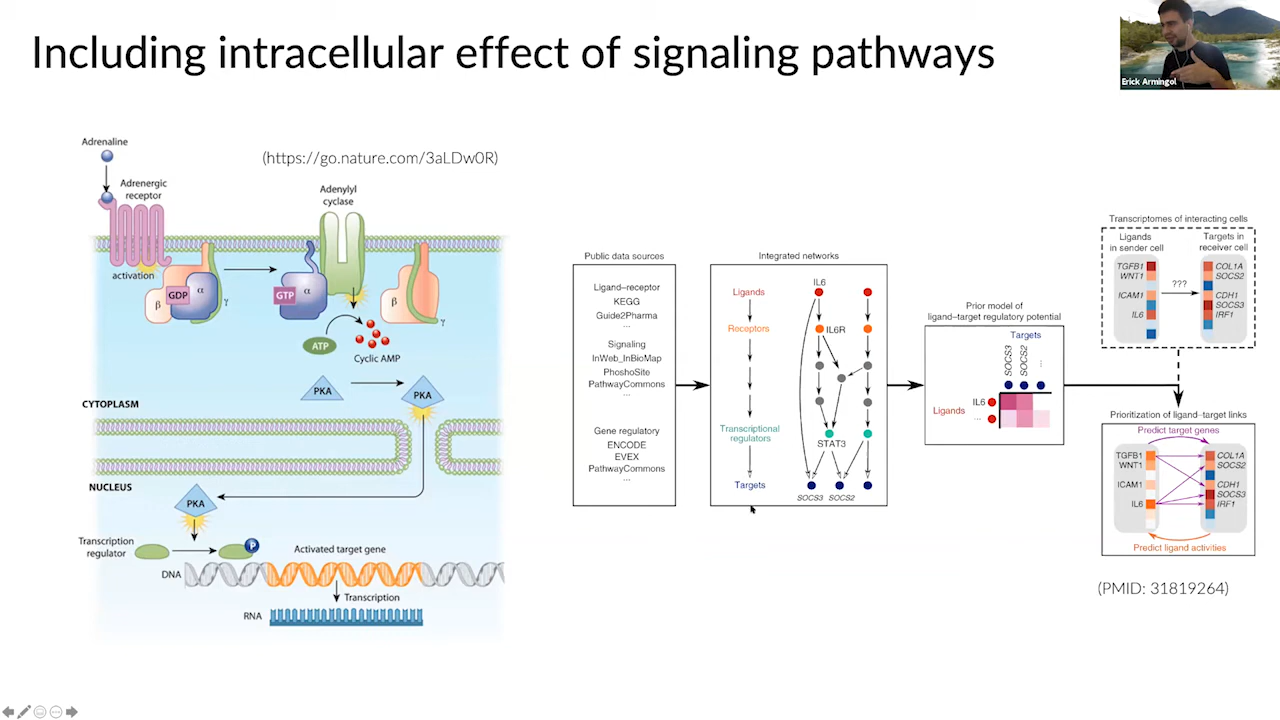 Including intracellular effect of signaling pathways
Erick Armingol
(https://go.nature.com/3aLDw0R)
Adrenaline
Adrenergic
receptor
Adenylyl
cyclase
activation
GDP
α
β
γ
GTP
α
β
γ
ATP
Cyclic AMP
PKA
PKA
CYTOPLASM
NUCLEUS
PKA
Transcription
regulator
P
Activated target gene
DNA
Transcription
RNA
Public data sources
Ligand–receptor
KEGG
Guide2Pharma
...
Signaling
InWeb_InBioMap
PhoshoSite
PathwayCommons
...
Gene regulatory
ENCODE
EVEX
PathwayCommons
...
Integrated networks
Ligands
Receptors
Transcriptional
regulators
Targets
IL6
IL6R
STAT3
SOCS3 SOCS2
Prior model of
ligand–target regulatory potential
Targets
SOCS3
SOCS2
...
Ligands
IL6
...
Transcriptomes of interacting cells
Ligands
in sender cell
Targets in
receiver cell
TGFB1
WNT1
ICAM1
IL6
???
COL1A
SOCS2
CDH1
SOCS3
IRF1
Prioritization of ligand–target links
Predict target genes
TGFB1
WNT1
ICAM1
IL6
COL1A
SOCS2
CDH1
SOCS3
IRF1
Predict ligand activities
(PMID: 31819264)